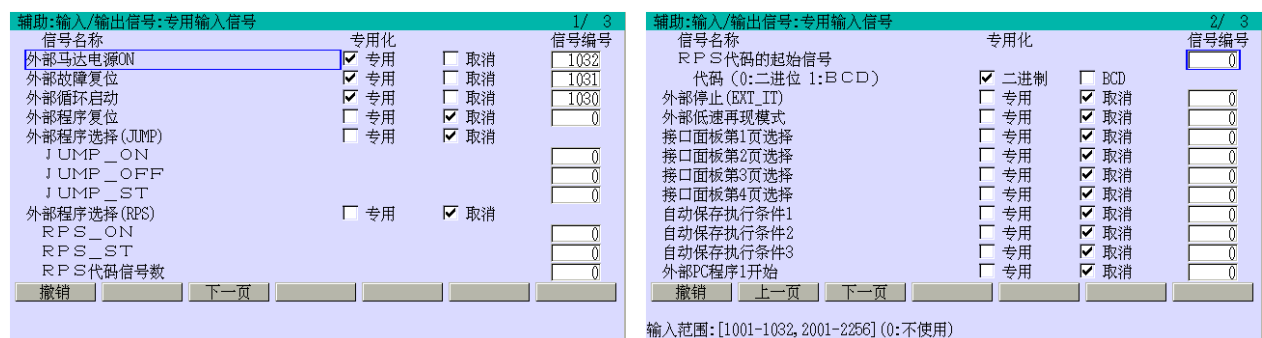 辅助:输入/输出信号:专用输入信号 1/ 3
信号名称 专用化 信号编号
外部马达电源ON 专用 取消 1032
外部故障复位 专用 取消 1031
外部循环启动 专用 取消 1030
外部程序复位 专用 取消 0
外部程序选择(JUMP) 专用 取消
JUMP_ON 0
JUMP_OFF 0
JUMP_ST 0
外部程序选择(RPS) 专用 取消
RPS_ON 0
RPS_ST 0
RPS代码信号数 0
撤销 下一页
辅助:输入/输出信号:专用输入信号 2/ 3
信号名称 专用化 信号编号
RPS代码的起始信号 0
代码(0:二进位 1:BCD) 二进制 BCD
外部停止(EXT_IT) 专用 取消 0
外部低速再现模式 专用 取消 0
接口面板第1页选择 专用 取消 0
接口面板第2页选择 专用 取消 0
接口面板第3页选择 专用 取消 0
接口面板第4页选择 专用 取消 0
自动保存执行条件1 专用 取消 0
自动保存执行条件2 专用 取消 0
自动保存执行条件3 专用 取消 0
外部PC程序1开始 专用 取消 0
撤销 上一页 下一页
输入范围:[1001-1032,2001-2256](0:不使用)